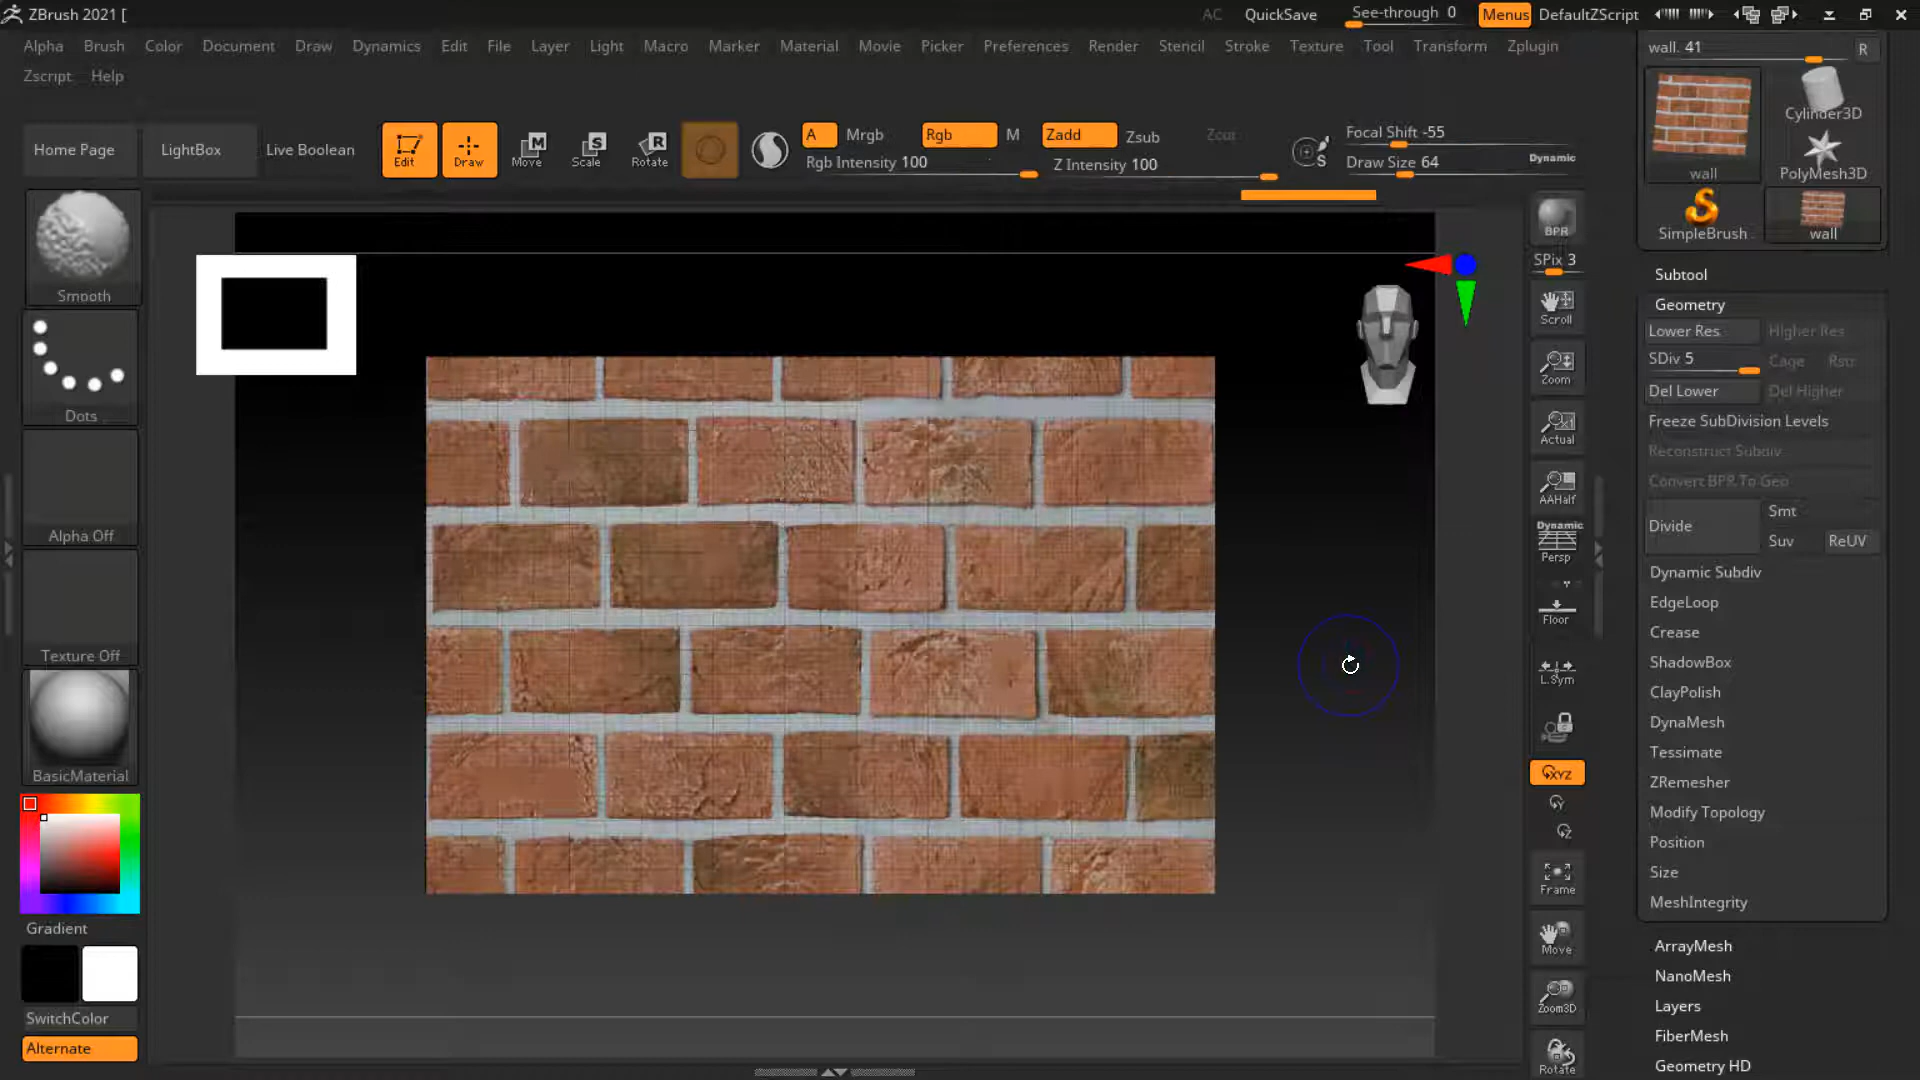 ZBrush 2021 [
AC
QuickSave
See-through 0
Menus
DefaultZScript
Alpha Brush Color Document Draw Dynamics Edit File Layer Light Macro Marker Material Movie Picker Preferences Render Stencil Stroke Texture Tool Transform Zplugin
Zscript Help
Home Page
LightBox
Live Boolean
Edit
Draw
M
Move
S
Scale
R
Rotate
A
Mrgb
Rgb
M
Zadd
Zsub
Zcut
Rgb Intensity 100
Z Intensity 100
S
Focal Shift -55
Draw Size 64
Dynamic
wall. 41
R
wall
Cylinder3D
PolyMesh3D
SimpleBrush
wall
Smooth
Dots
Alpha Off
Texture Off
BasicMaterial
Gradient
SwitchColor
Alternate
BPR
SPix 3
Scroll
Zoom
Actual
AAHalf
Dynamic
Persp
Floor
L.Sym
XYZ
Y
Z
Frame
Move
Zoom3D
Rotate
Subtool
Geometry
Lower Res
Higher Res
SDiv 5
Cage
Rstr
Del Lower
Del Higher
Freeze SubDivision Levels
Reconstruct Subdiv
Convert BPR To Geo
Divide
Smt
Suv
ReUV
Dynamic Subdiv
EdgeLoop
Crease
ShadowBox
ClayPolish
DynaMesh
Tessimate
ZRemesher
Modify Topology
Position
Size
MeshIntegrity
ArrayMesh
NanoMesh
Layers
FiberMesh
Geometry HD